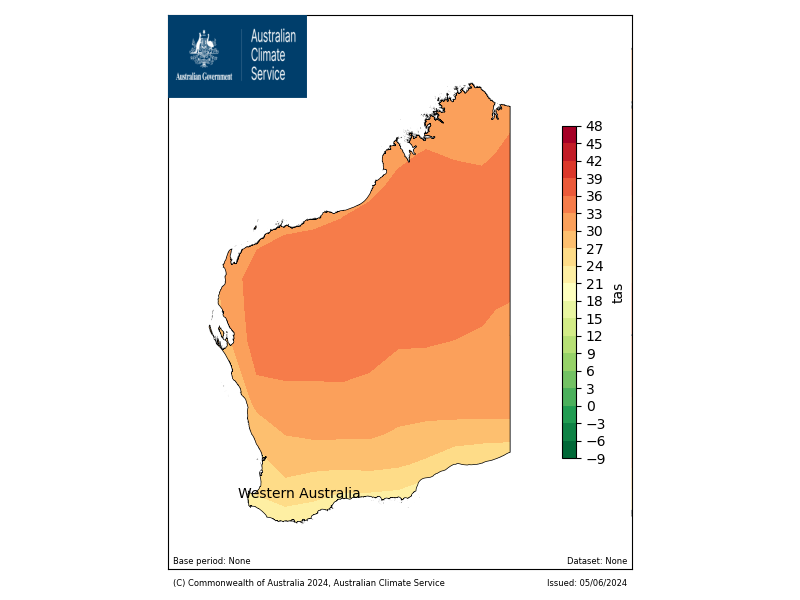 Australian
Climate
Service
Australian Government
48
45
42
39
36
33
30
27
24
21
18
15
12
9
6
3
0
−3
−6
−9
tas
Western Australia
Base period: None
Dataset: None
(C) Commonwealth of Australia 2024, Australian Climate Service
Issued: 05/06/2024